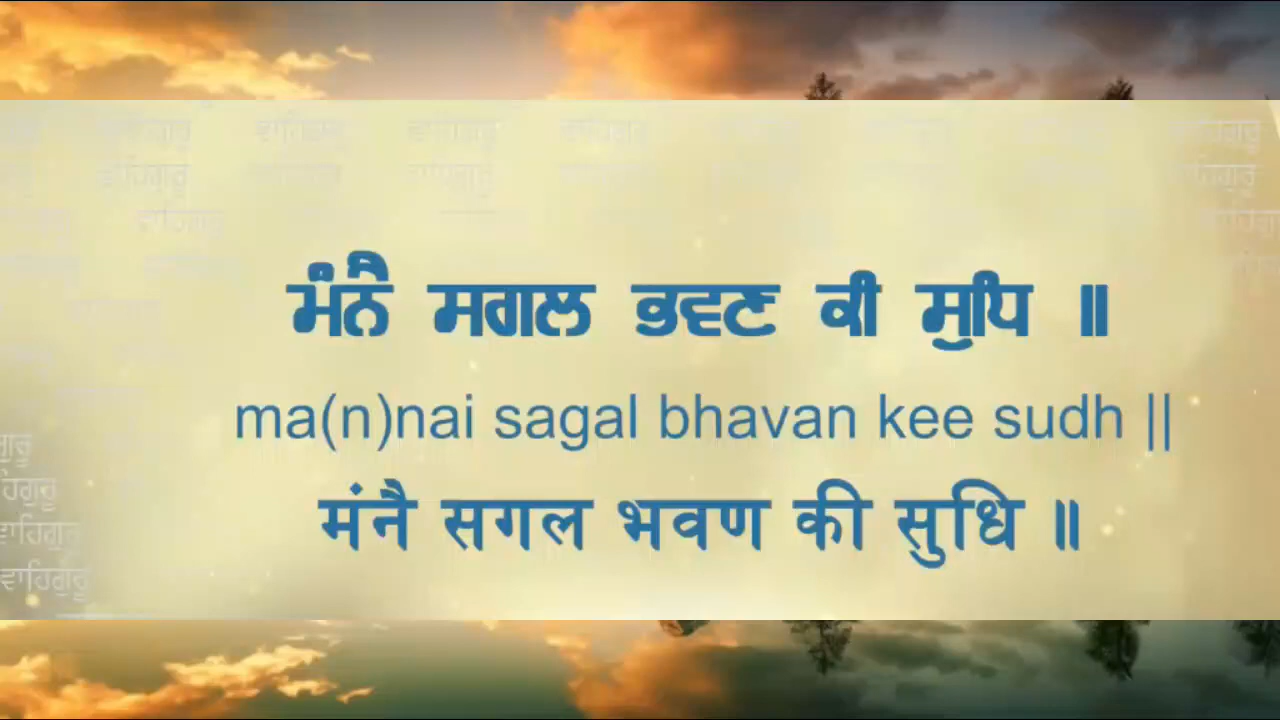 ਮੰਨੈ ਸਗਲ ਭਵਣ ਕੀ ਸੁਧਿ ॥
ma(n)nai sagal bhavan kee sudh ||
मंनै सगल भवण की सुधि ॥